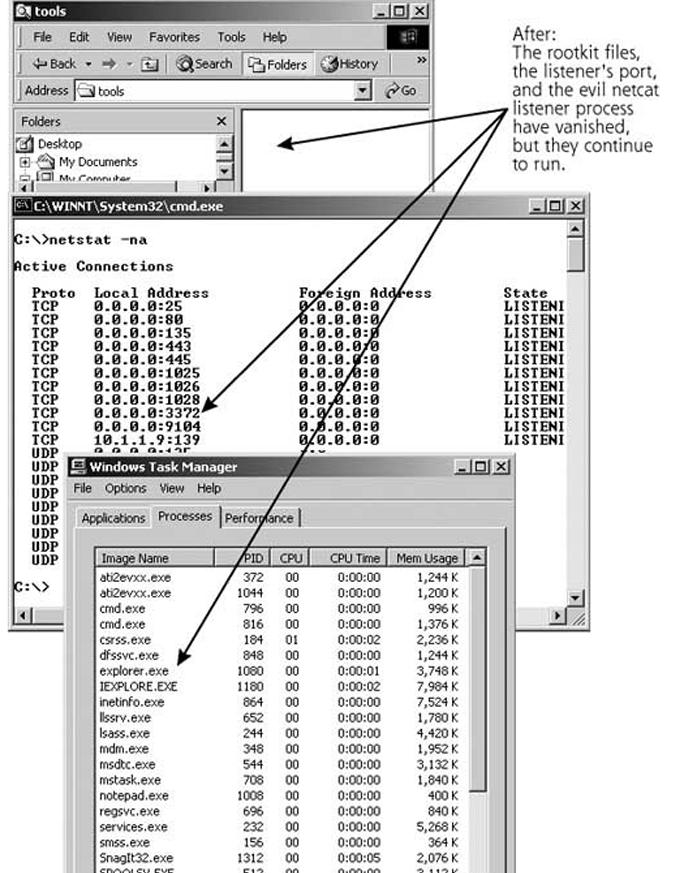 tools
File Edit View Favorites Tools Help
Back Search Folders History »
Address tools Go
Folders x
Desktop
My Documents
My Computer
After:
The rootkit files,
the listener's port,
and the evil netcat
listener process
have vanished,
but they continue
to run.
C:\WINNT\System32\cmd.exe
C:\>netstat -na
Active Connections
Proto Local Address Foreign Address State
TCP 0.0.0.0:25 0.0.0.0:0 LISTENI
TCP 0.0.0.0:80 0.0.0.0:0 LISTENI
TCP 0.0.0.0:135 0.0.0.0:0 LISTENI
TCP 0.0.0.0:443 0.0.0.0:0 LISTENI
TCP 0.0.0.0:445 0.0.0.0:0 LISTENI
TCP 0.0.0.0:1025 0.0.0.0:0 LISTENI
TCP 0.0.0.0:1026 0.0.0.0:0 LISTENI
TCP 0.0.0.0:1028 0.0.0.0:0 LISTENI
TCP 0.0.0.0:3372 0.0.0.0:0 LISTENI
TCP 0.0.0.0:9104 0.0.0.0:0 LISTENI
TCP 10.1.1.9:139 0.0.0.0:0 LISTENI
UDP 0.0.0.0:135
UDP
UDP
UDP
UDP
UDP
UDP
UDP
UDP
C:\>
Windows Task Manager
File Options View Help
Applications Processes Performance
Image Name PID CPU CPU Time Mem Usage
ati2evxx.exe 372 00 0:00:00 1,244 K
ati2evxx.exe 1044 00 0:00:00 1,200 K
cmd.exe 796 00 0:00:00 996 K
cmd.exe 816 00 0:00:00 1,376 K
csrss.exe 184 01 0:00:02 2,236 K
dfssvc.exe 848 00 0:00:00 1,244 K
explorer.exe 1080 00 0:00:01 3,748 K
IEXPLORE.EXE 1180 00 0:00:02 7,984 K
inetinfo.exe 864 00 0:00:00 7,524 K
llssrv.exe 652 00 0:00:00 1,780 K
lsass.exe 244 00 0:00:00 4,420 K
mdm.exe 348 00 0:00:00 1,952 K
msdtc.exe 544 00 0:00:00 3,132 K
mstask.exe 708 00 0:00:00 1,840 K
notepad.exe 1008 00 0:00:00 400 K
regsvc.exe 696 00 0:00:00 840 K
services.exe 232 00 0:00:00 5,268 K
smss.exe 156 00 0:00:00 364 K
SnagIt32.exe 1312 00 0:00:05 2,076 K
SPOOLSV.EXE 512 00 0:00:00 3,112 K